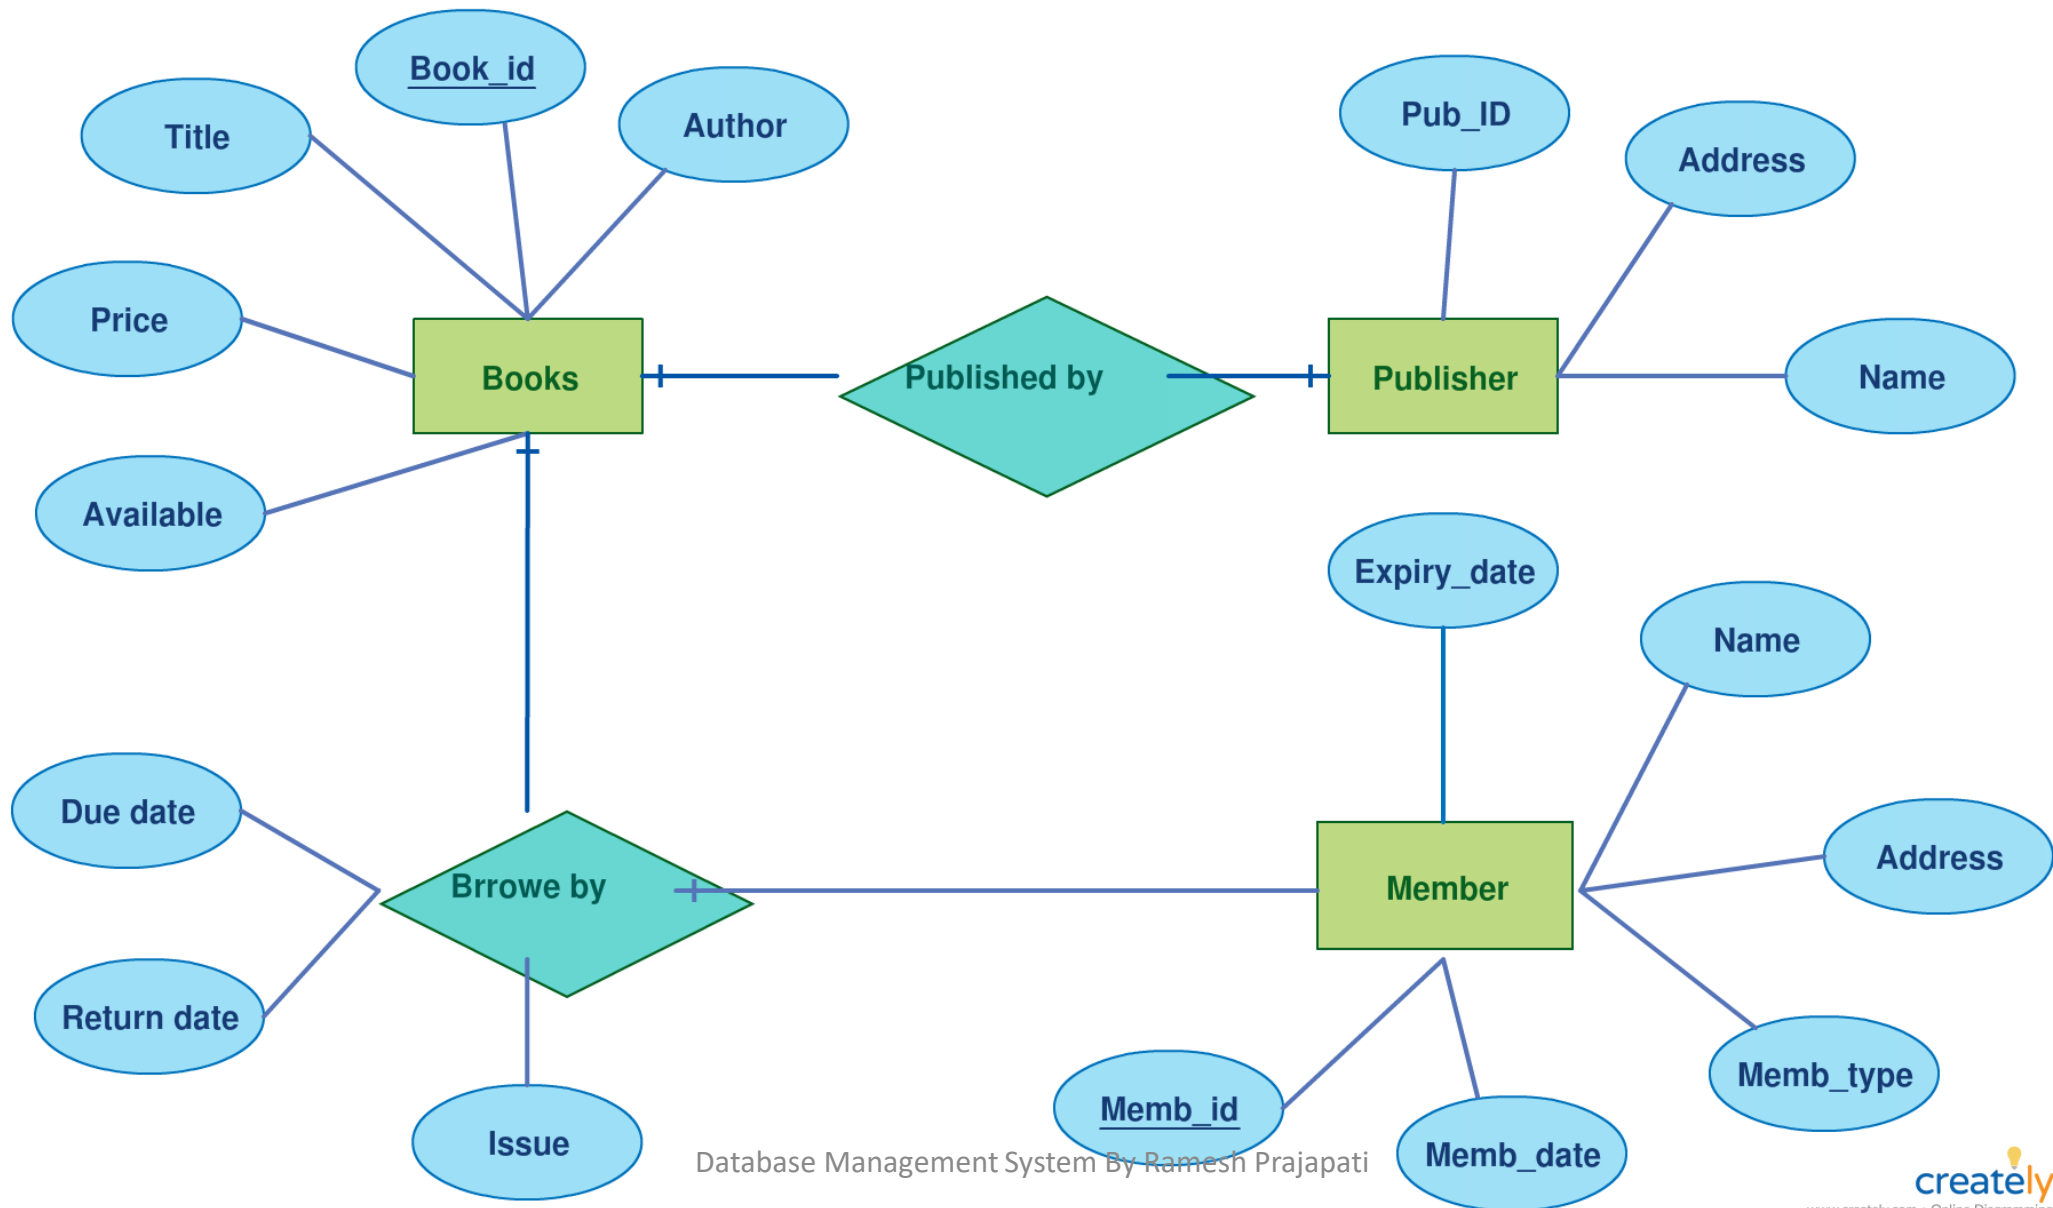 Book_id
Author
Title
Pub_ID
Address
Price
Books
Published by
Publisher
Name
Available
Expiry_date
Name
Due date
Brrowe by
Member
Address
Return date
Memb_type
Memb_id
Issue
Memb_date
Database Management System By Ramesh Prajapati
creately